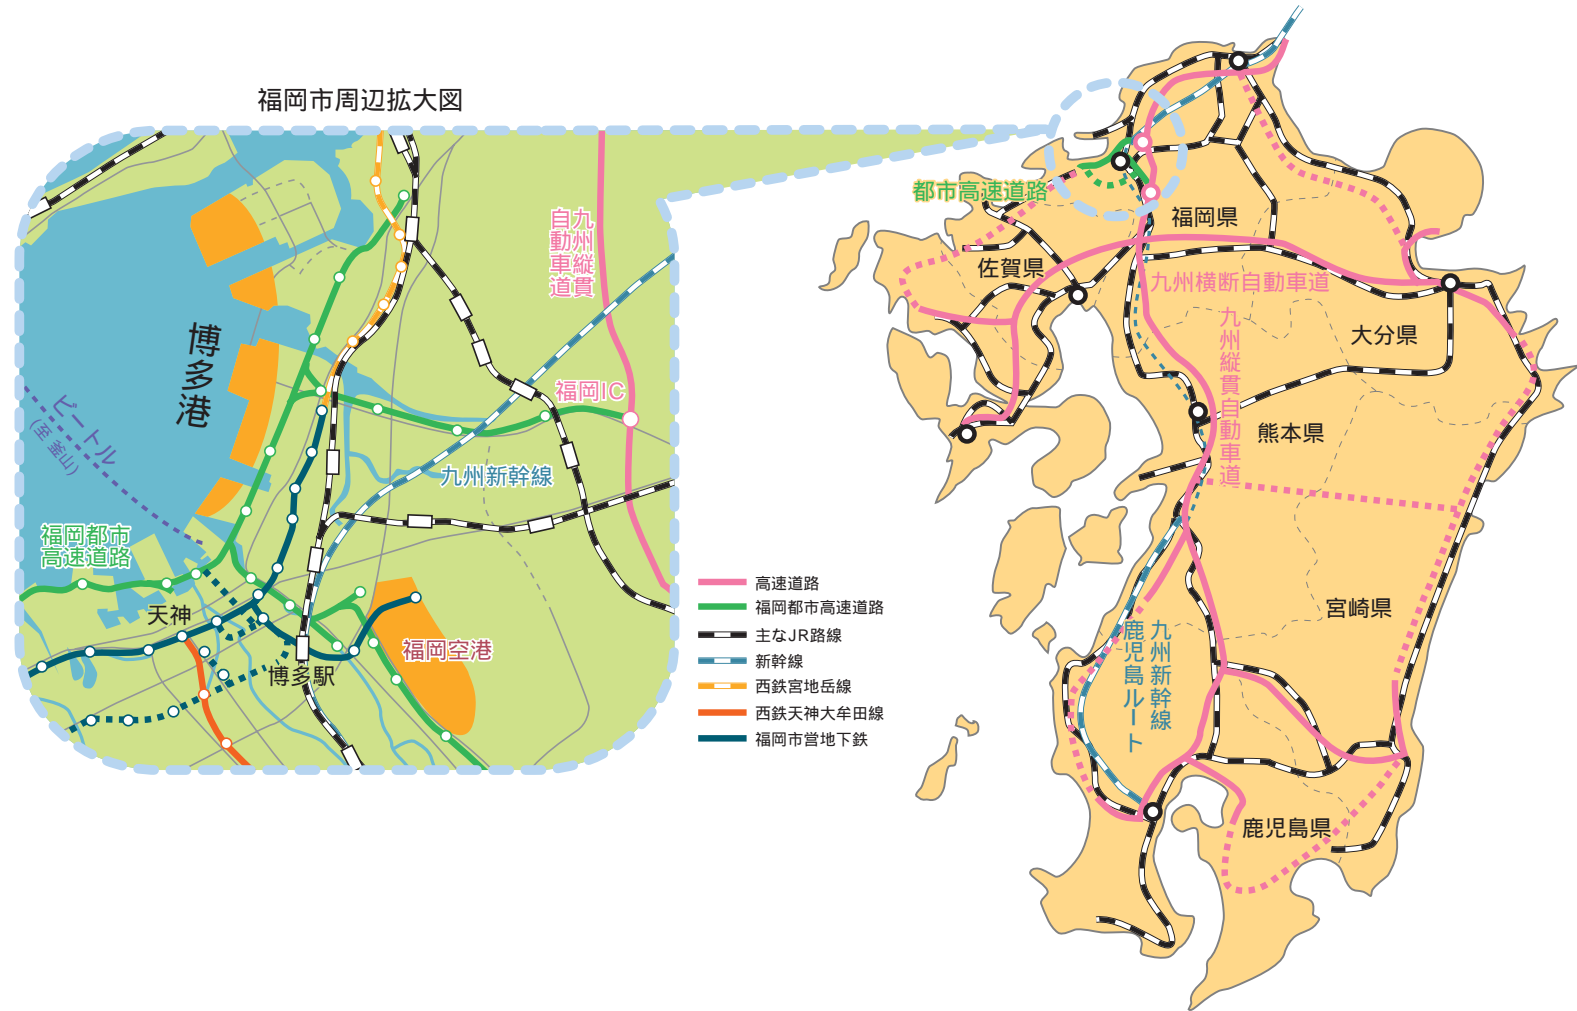 福岡市周辺拡大図
九州縦貫
自動車道
博多港
ビートル
(至 釜山)
福岡IC
九州新幹線
福岡都市
高速道路
天神
博多駅
福岡空港
高速道路
福岡都市高速道路
主なJR路線
新幹線
西鉄宮地岳線
西鉄天神大牟田線
福岡市営地下鉄
都市高速道路
福岡県
佐賀県
九州横断自動車道
九州縦貫自動車道
大分県
熊本県
宮崎県
九州新幹線
鹿児島ルート
鹿児島県